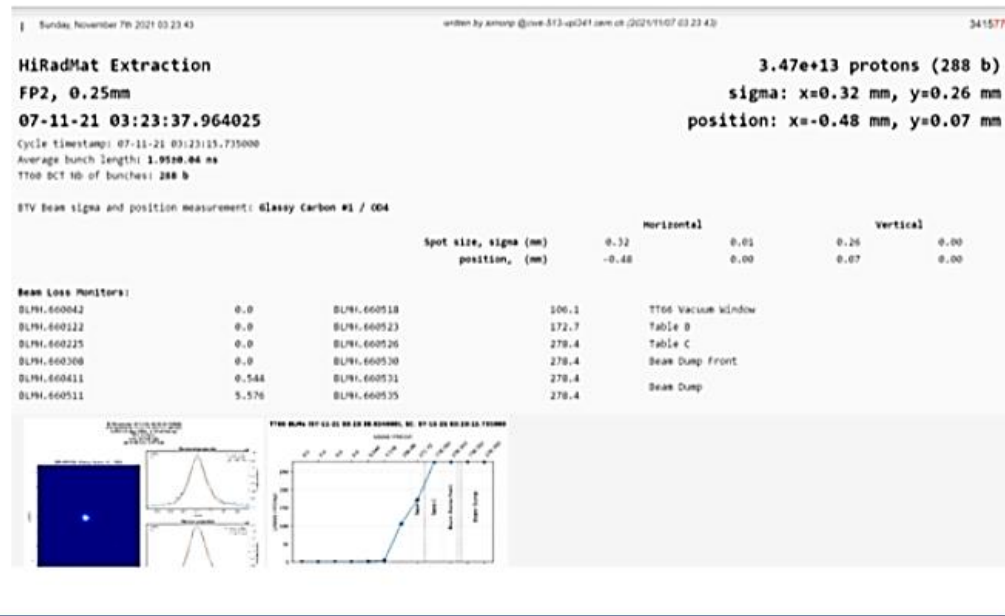 Sunday, November 7th 2021 03:23:43
written by (2021/11/07 03:23:43)
341577
HiRadMat Extraction
3.47e+13 protons (288 b)
FP2, 0.25mm
sigma: x=0.32 mm, y=0.26 mm
07-11-21 03:23:37.964025
position: x=-0.48 mm, y=0.07 mm
Cycle timestamp: 07-11-21 03:23:15.735000
Average bunch length: 1.95±0.04 ns
TT60 BCT Nb of bunches: 288 b
BTV Beam sigma and position measurement: Glassy Carbon #1 / OD4
Horizontal Vertical
Spot size, sigma (mm) 0.32 0.01 0.26 0.00
position, (mm) -0.48 0.00 0.07 0.00
Beam Loss Monitors:
BLMH.660042 0.0 BLMH.660518 106.1 TT66 Vacuum Window
BLMH.660122 0.0 BLMH.660523 172.7 Table B
BLMH.660225 0.0 BLMH.660526 278.4 Table C
BLMH.660308 0.0 BLMH.660530 278.4 Beam Dump Front
BLMH.660411 0.544 BLMH.660531 278.4
Beam Dump
BLMH.660511 5.576 BLMH.660535 278.4